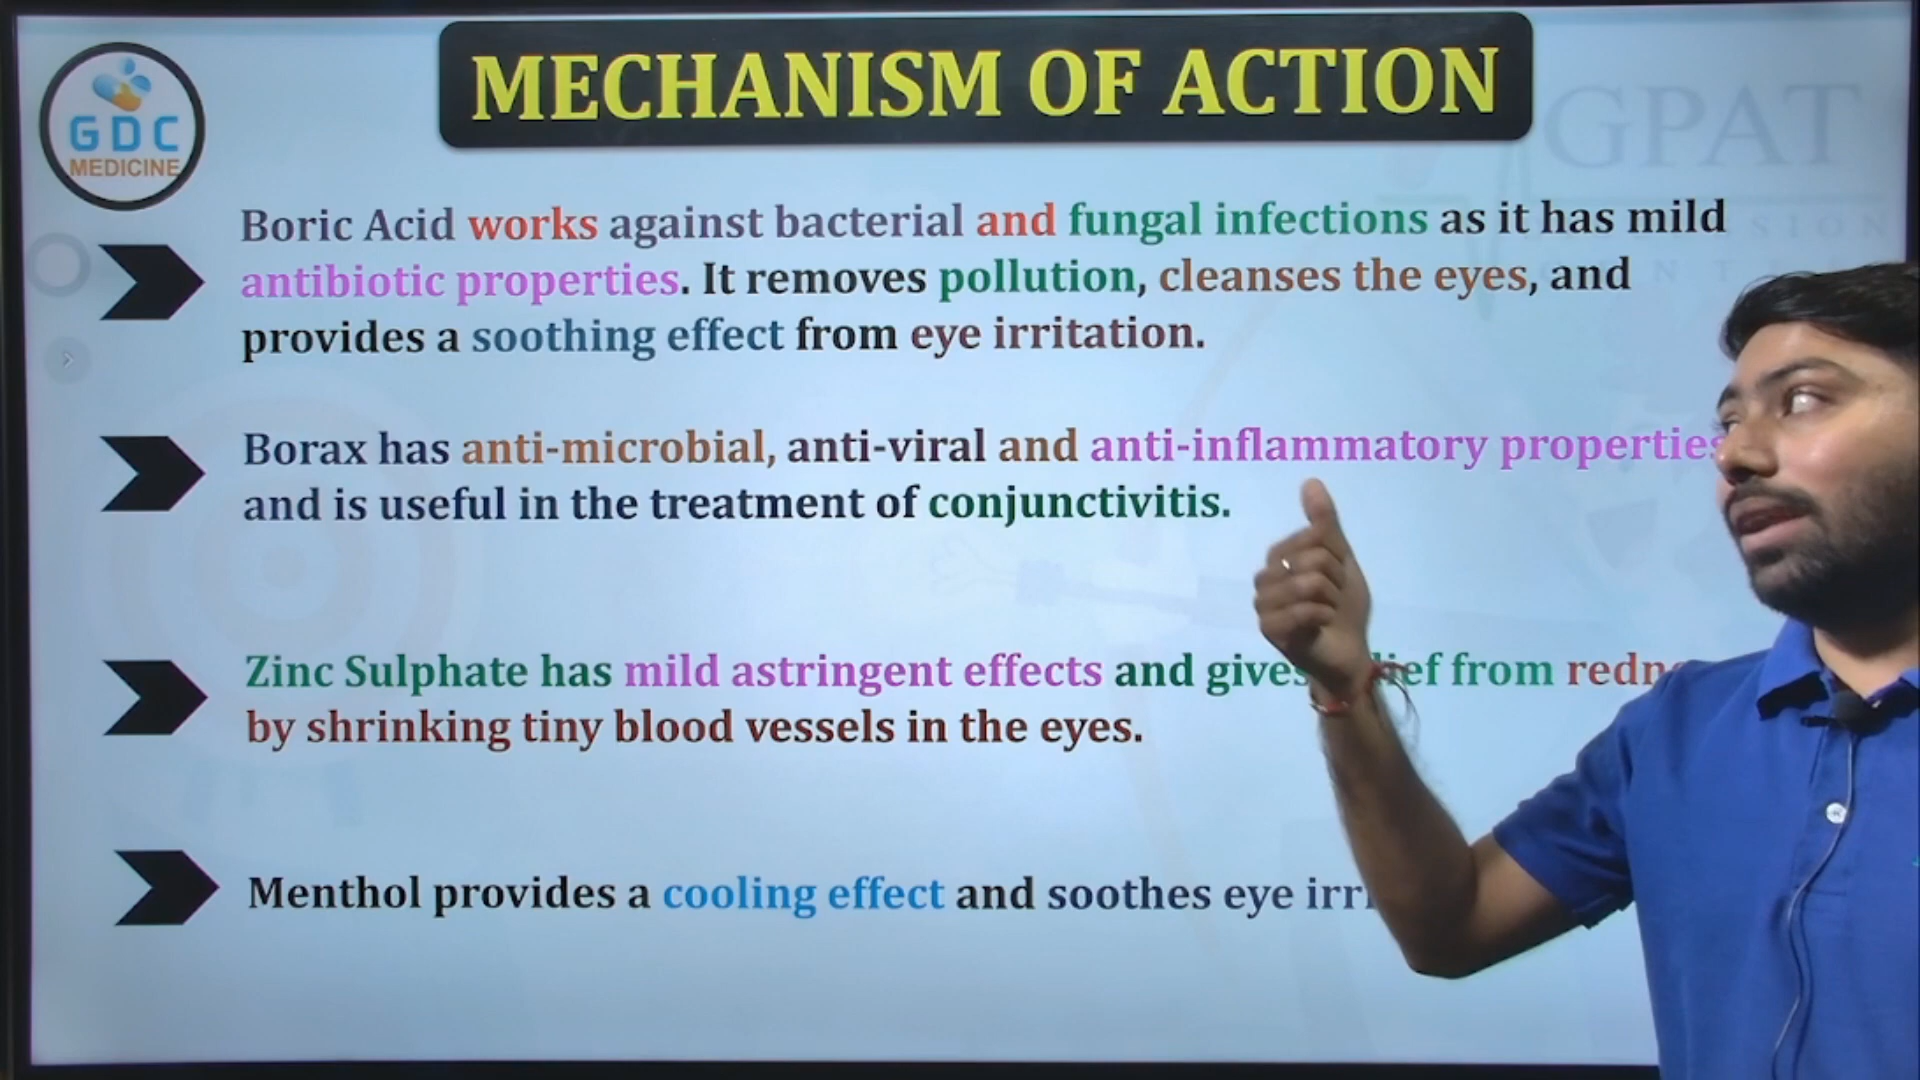 MECHANISM OF ACTION
GPAT
GDC
MEDICINE
Boric Acid works against bacterial and fungal infections as it has mild
antibiotic properties. It removes pollution, cleanses the eyes, and
provides a soothing effect from eye irritation.
Borax has anti-microbial, anti-viral and anti-inflammatory properties
and is useful in the treatment of conjunctivitis.
Zinc Sulphate has mild astringent effects and gives from
by shrinking tiny blood vessels in the eyes.
Menthol provides a cooling effect and soothes eye